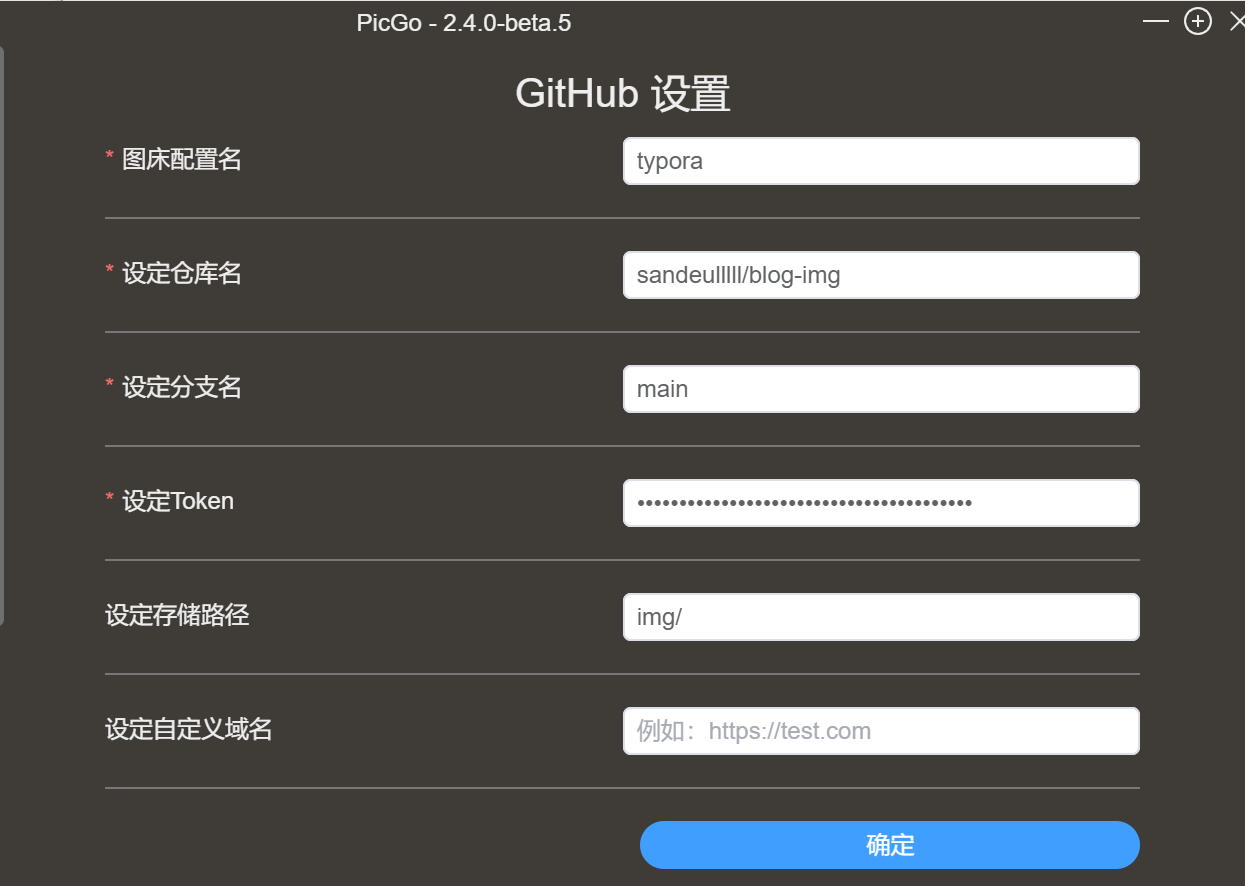 PicGo - 2.4.0-beta.5
GitHub 设置
* 图床配置名
typora
* 设定仓库名
sandeulllll/blog-img
* 设定分支名
main
* 设定Token
•••••••••••••••••••••••••••••••••••••••
设定存储路径
img/
设定自定义域名
例如：https://test.com
确定